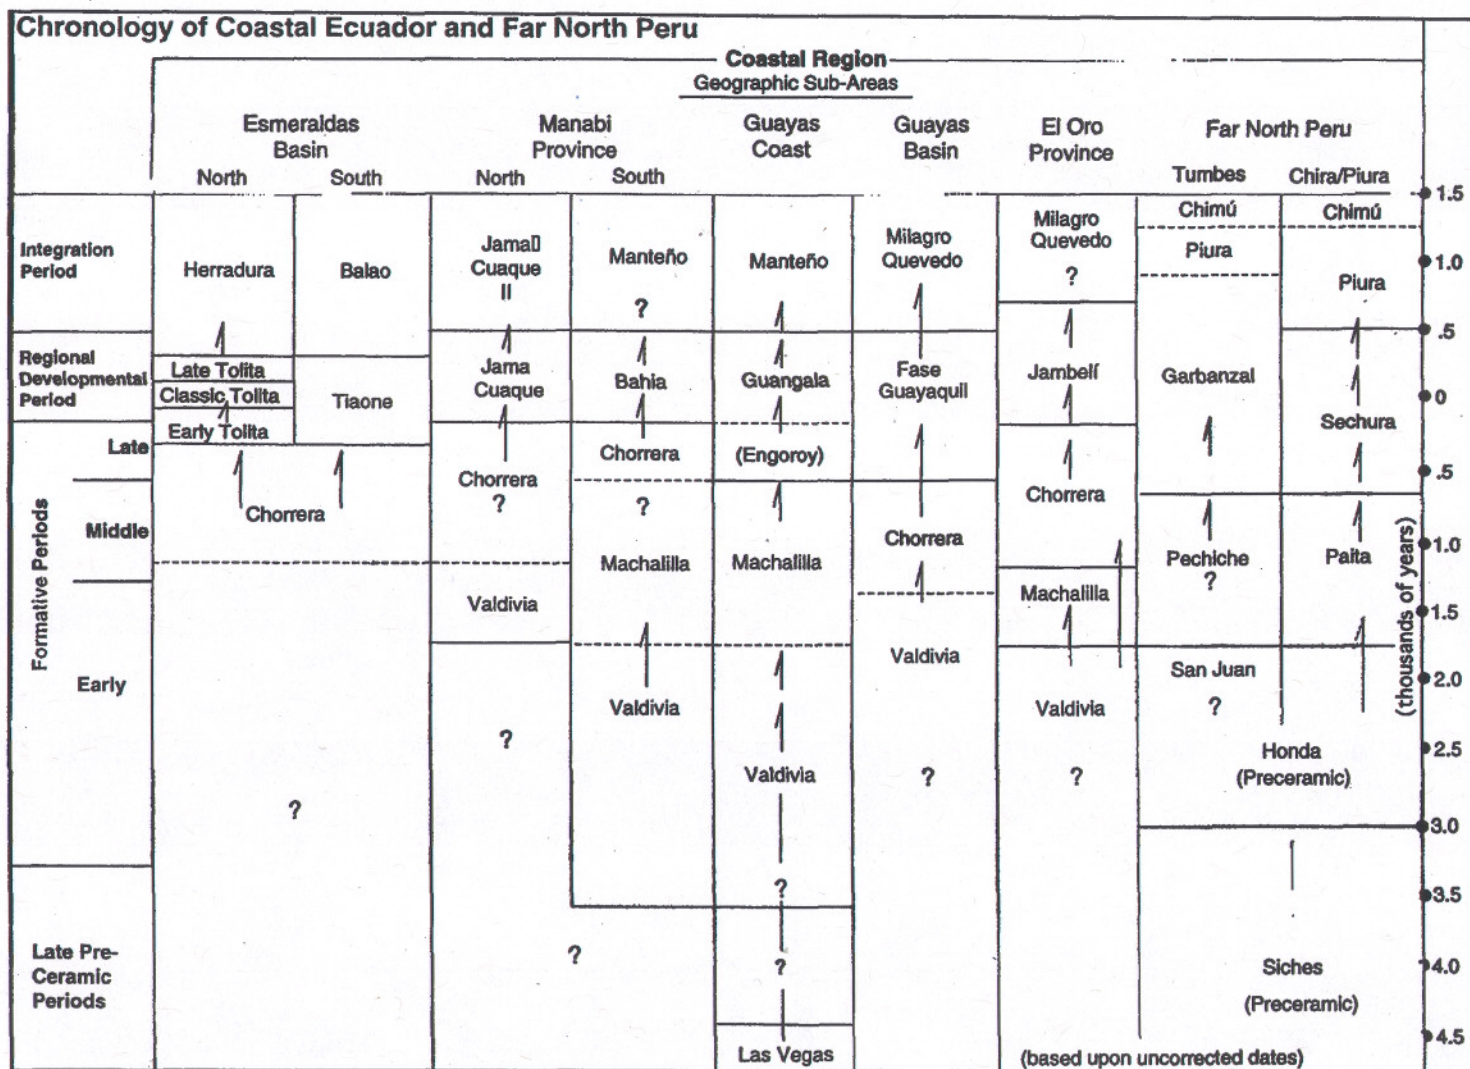 Chronology of Coastal Ecuador and Far North Peru
Coastal Region
Geographic Sub-Areas
Esmeraldas
Basin
Manabi
Province
Guayas
Coast
Guayas
Basin
El Oro
Province
Far North Peru
North
South
North
South
Tumbes
Chira/Piura
1.5
Chimú
Chimú
Integration
Period
Herradura
Balao
Jama
Cuaque
II
Manteño
?
Manteño
Milagro
Quevedo
Milagro
Quevedo
?
Piura
Piura
1.0
.5
Regional
Developmental
Period
Late Tolita
Classic Tolita
Early Tolita
Tiaone
Jama
Cuaque
Bahia
Guangala
Fase
Guayaquil
Jambelí
Garbanzal
Sechura
0
Formative Periods
Late
Chorrera
Chorrera
?
Chorrera
?
(Engoroy)
Chorrera
.5
Middle
Machalilla
Machalilla
Chorrera
Machalilla
Pechiche
?
Paita
1.0
(thousands of years)
1.5
Early
Valdivia
Valdivia
Valdivia
Valdivia
San Juan
?
2.0
?
Valdivia
?
?
Honda
(Preceramic)
2.5
?
3.0
?
3.5
Late Pre-
Ceramic
Periods
?
?
Siches
(Preceramic)
4.0
4.5
Las Vegas
(based upon uncorrected dates)